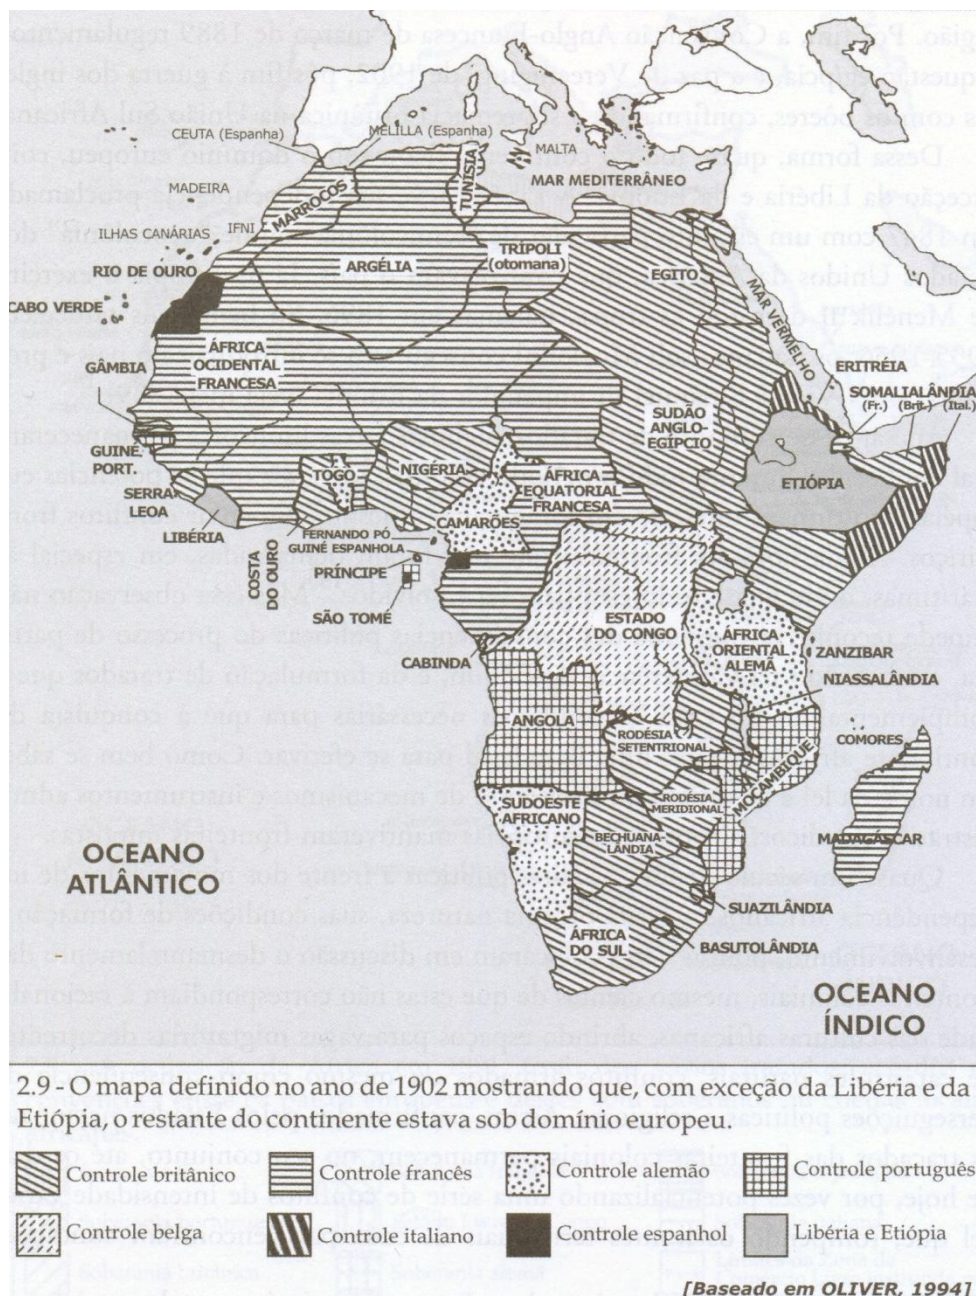 CEUTA (Espanha)
MELILLA (Espanha)
MALTA
MAR MEDITERRÂNEO
MADEIRA
TUNÍSIA
MARROCOS
ILHAS CANÁRIAS
IFNI
TRÍPOLI
(otomana)
ARGÉLIA
EGITO
RIO DE OURO
MAR VERMELHO
CABO VERDE
ÁFRICA
OCIDENTAL
FRANCESA
GÂMBIA
ERITRÉIA
SOMALIALÂNDIA
(Fr.) (Brit.) (Ital.)
SUDÃO
ANGLO-
EGÍPCIO
GUINÉ
PORT.
TOGO
NIGÉRIA
ÁFRICA
EQUATORIAL
FRANCESA
ETIÓPIA
SERRA
LEOA
LIBÉRIA
CAMARÕES
FERNANDO PÓ
GUINÉ ESPANHOLA
COSTA
DO OURO
PRÍNCIPE
SÃO TOMÉ
ESTADO
DO CONGO
ÁFRICA
ORIENTAL
ALEMÃ
CABINDA
ZANZIBAR
NIASSALÂNDIA
ANGOLA
RODÉSIA
SETENTRIONAL
COMORES
MOÇAMBIQUE
RODÉSIA
MERIDIONAL
SUDOESTE
AFRICANO
BECHUANA-
LÂNDIA
MADAGÁSCAR
OCEANO
ATLÂNTICO
SUAZILÂNDIA
ÁFRICA
DO SUL
BASUTOLÂNDIA
OCEANO
ÍNDICO
2.9 - O mapa definido no ano de 1902 mostrando que, com exceção da Libéria e da
Etiópia, o restante do continente estava sob domínio europeu.
Controle britânico
Controle francês
Controle alemão
Controle português
Controle belga
Controle italiano
Controle espanhol
Libéria e Etiópia
[Baseado em OLIVER, 1994]